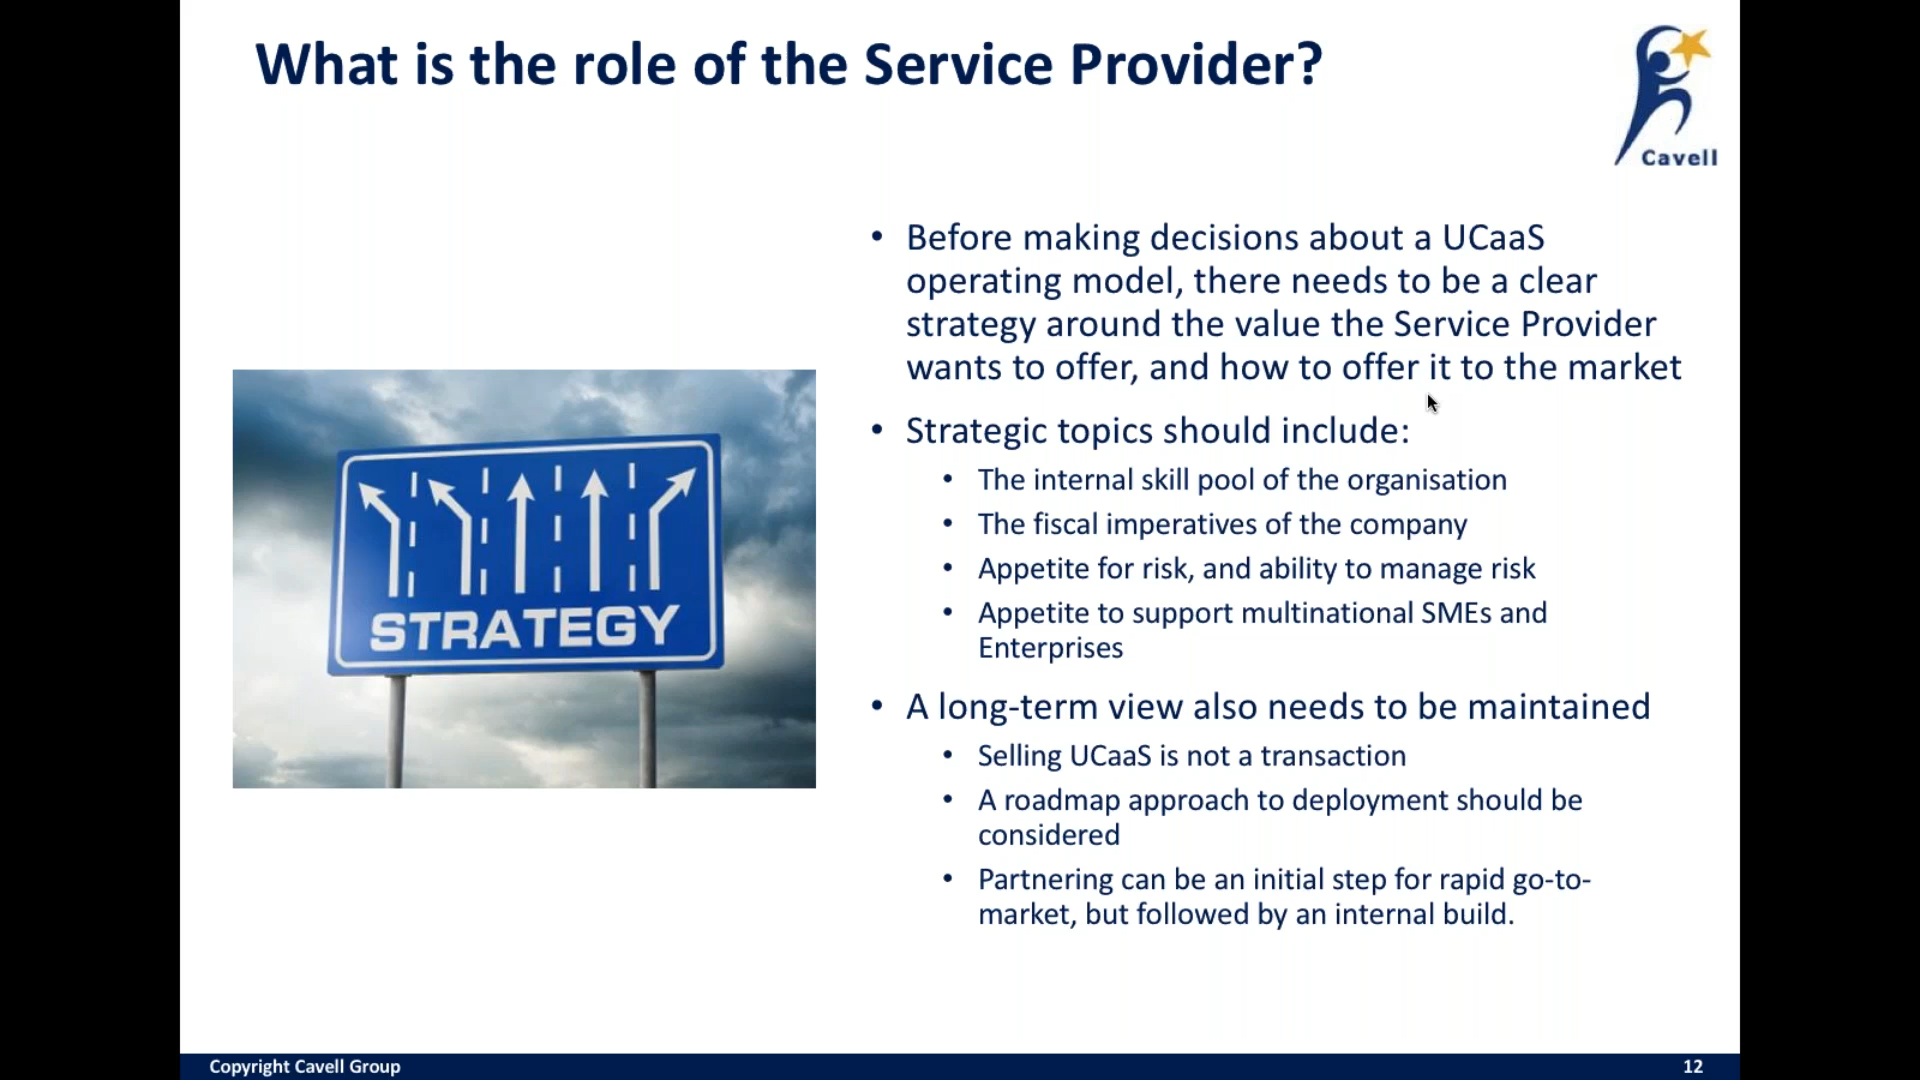 What is the role of the Service Provider?
Cavell
• Before making decisions about a UCaaS
operating model, there needs to be a clear
strategy around the value the Service Provider
wants to offer, and how to offer it to the market
• Strategic topics should include:
• The internal skill pool of the organisation
• The fiscal imperatives of the company
• Appetite for risk, and ability to manage risk
• Appetite to support multinational SMEs and
Enterprises
• A long-term view also needs to be maintained
• Selling UCaaS is not a transaction
• A roadmap approach to deployment should be
considered
• Partnering can be an initial step for rapid go-to-
market, but followed by an internal build.
STRATEGY
Copyright Cavell Group
12